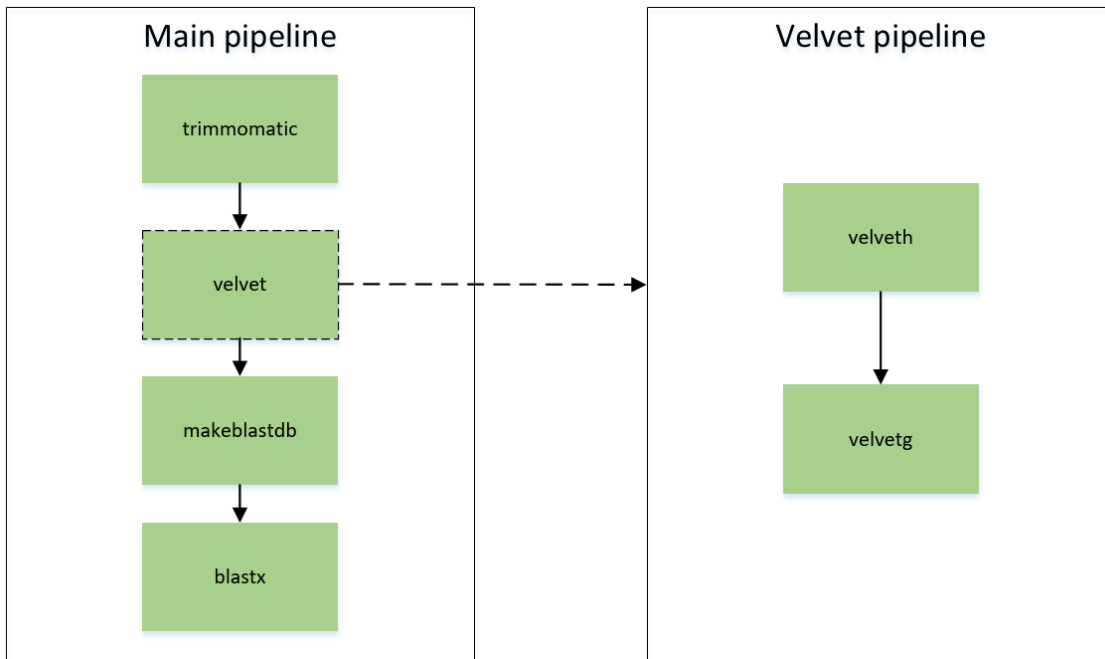 Main pipeline
trimmomatic
velvet
makeblastdb
blastx
Velvet pipeline
velveth
velvetg